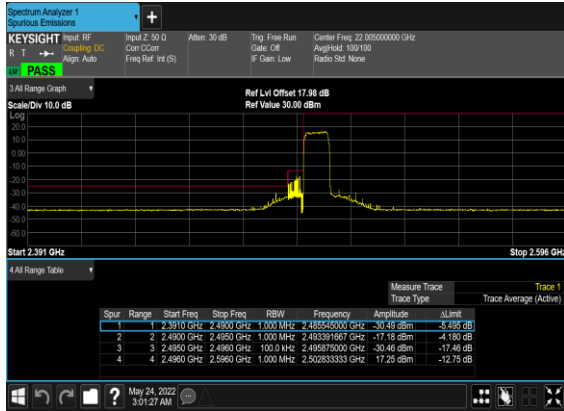 Spectrum Analyzer 1
Spurious Emissions
KEYSIGHT Input: RF Input Z: 50 Ω Atten: 30 dB Trig: Free Run Center Freq: 22.005000000 GHz
R T Coupling: DC Corr CCorr Gate: Off Avg|Hold: 100/100
Align: Auto Freq Ref: Int (S) IF Gain: Low Radio Std: None
LXI PASS
3 All Range Graph
Ref Lvl Offset 17.98 dB
Scale/Div 10.0 dB Ref Value 30.00 dBm
Log
20.0
10.0
0.00
-10.0
-20.0
-30.0
-40.0
-50.0
-60.0
Start 2.391 GHz Stop 2.596 GHz
4 All Range Table
Measure Trace Trace 1
Trace Type Trace Average (Active)
Spur Range Start Freq Stop Freq RBW Frequency Amplitude ΔLimit
1 1 2.3910 GHz 2.4900 GHz 1.000 MHz 2.485545000 GHz -30.49 dBm -5.495 dB
2 2 2.4900 GHz 2.4950 GHz 1.000 MHz 2.493391667 GHz -17.18 dBm -4.180 dB
3 3 2.4950 GHz 2.4960 GHz 100.0 kHz 2.495875000 GHz -30.46 dBm -17.46 dB
4 4 2.4960 GHz 2.5960 GHz 1.000 MHz 2.502833333 GHz 17.25 dBm -12.75 dB
May 24, 2022
3:01:27 AM